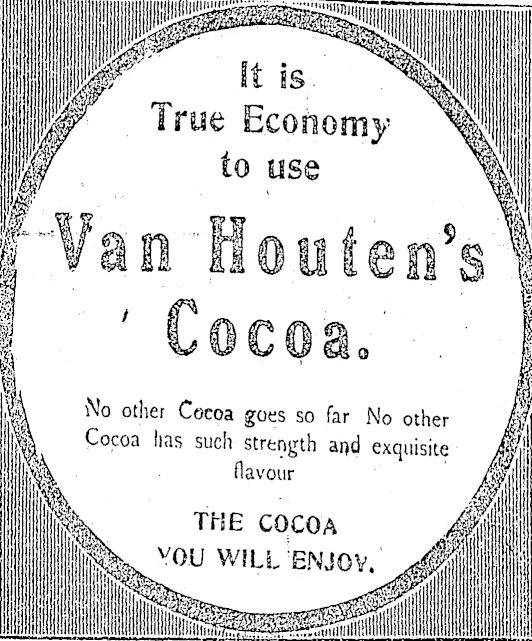 It is
True Economy
to use
Van Houten's
Cocoa.
No other Cocoa goes so far No other
Cocoa has such strength and exquisite
flavour
THE COCOA
YOU WILL ENJOY.